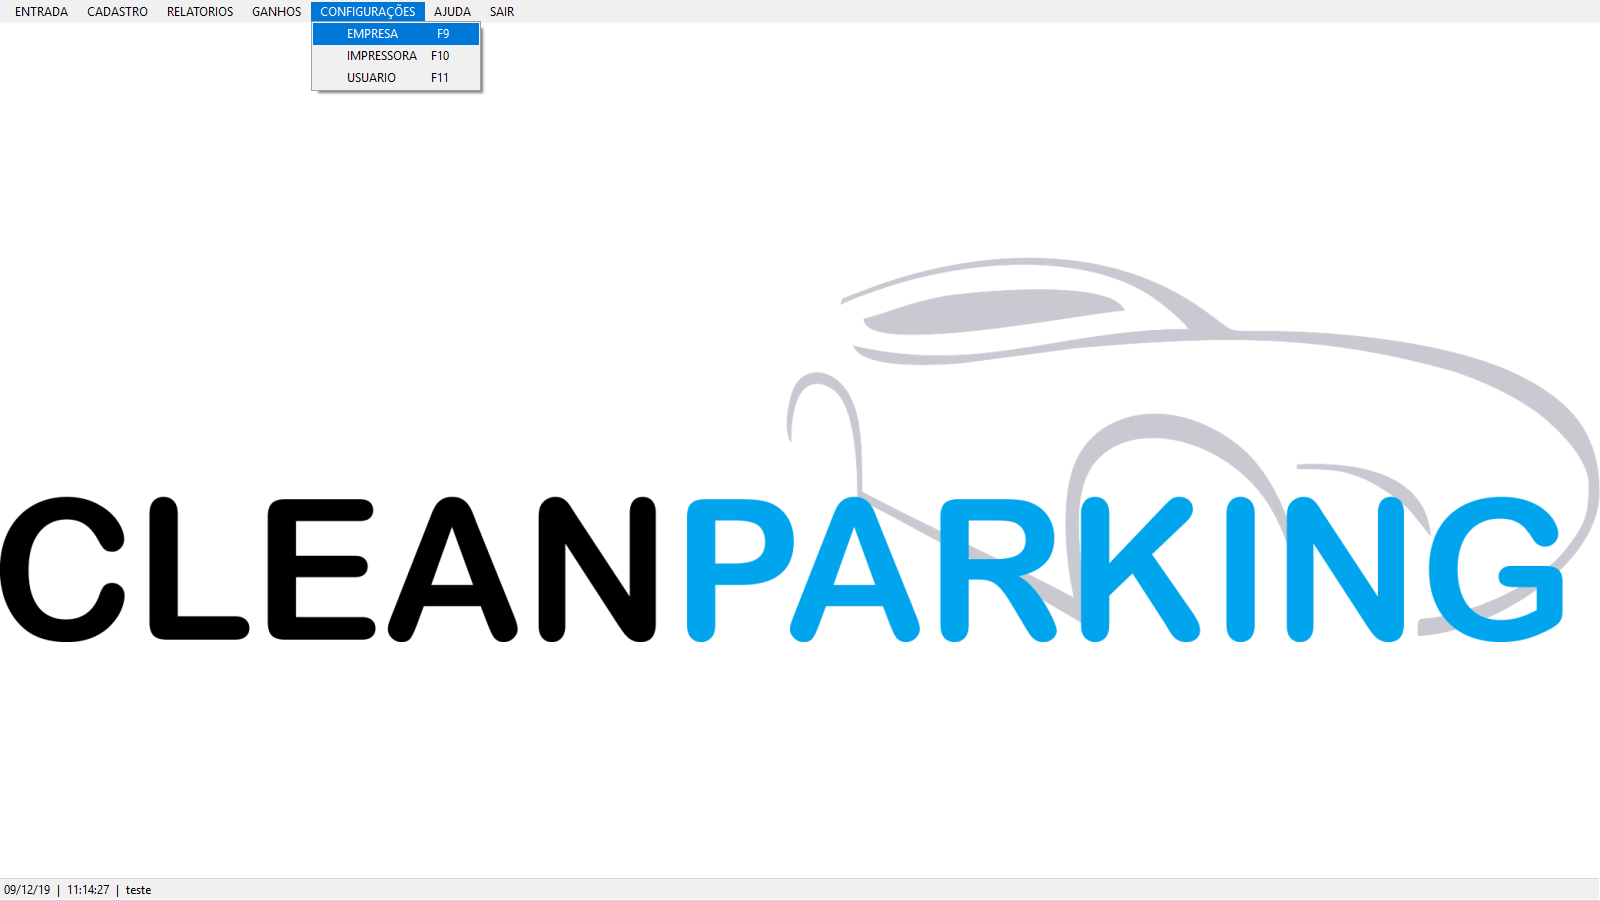 ENTRADA CADASTRO RELATORIOS GANHOS CONFIGURAÇÕES AJUDA SAIR
EMPRESA F9
IMPRESSORA F10
USUARIO F11
CLEANPARKING
09/12/19 | 11:14:27 | teste